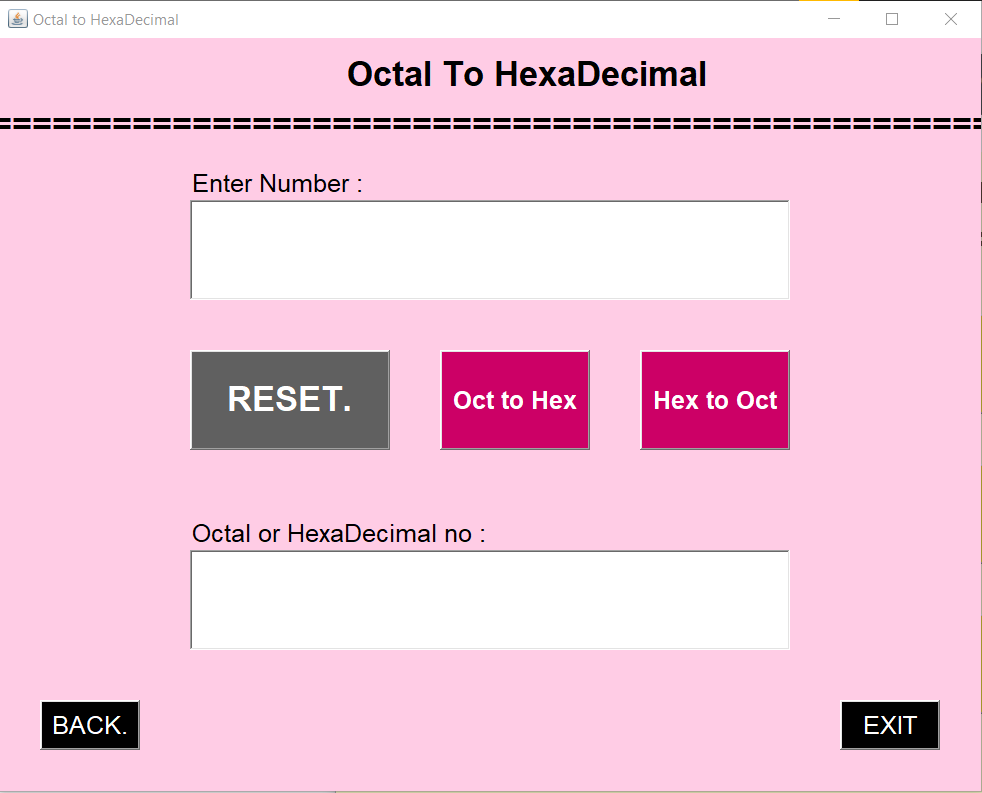 Octal to HexaDecimal
Octal To HexaDecimal
=================================================
Enter Number :
RESET.
Oct to Hex
Hex to Oct
Octal or HexaDecimal no :
BACK.
EXIT